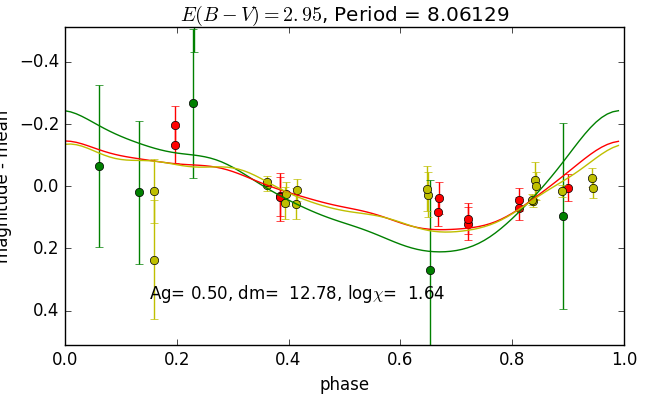 E(B − V) = 2.95, Period = 8.06129
magnitude - mean
−0.4
−0.2
0.0
0.2
0.4
Ag= 0.50, dm= 12.78, logχ= 1.64
0.0 0.2 0.4 0.6 0.8 1.0
phase